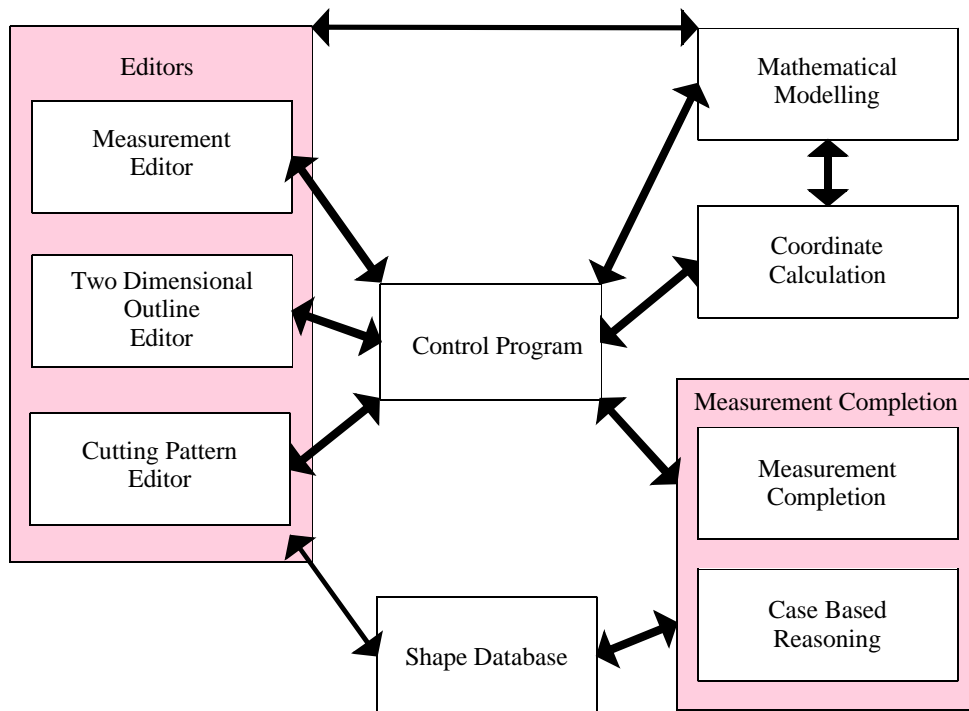 Editors
Measurement
Editor
Two Dimensional
Outline
Editor
Cutting Pattern
Editor
Control Program
Shape Database
Mathematical
Modelling
Coordinate
Calculation
Measurement Completion
Measurement
Completion
Case Based
Reasoning